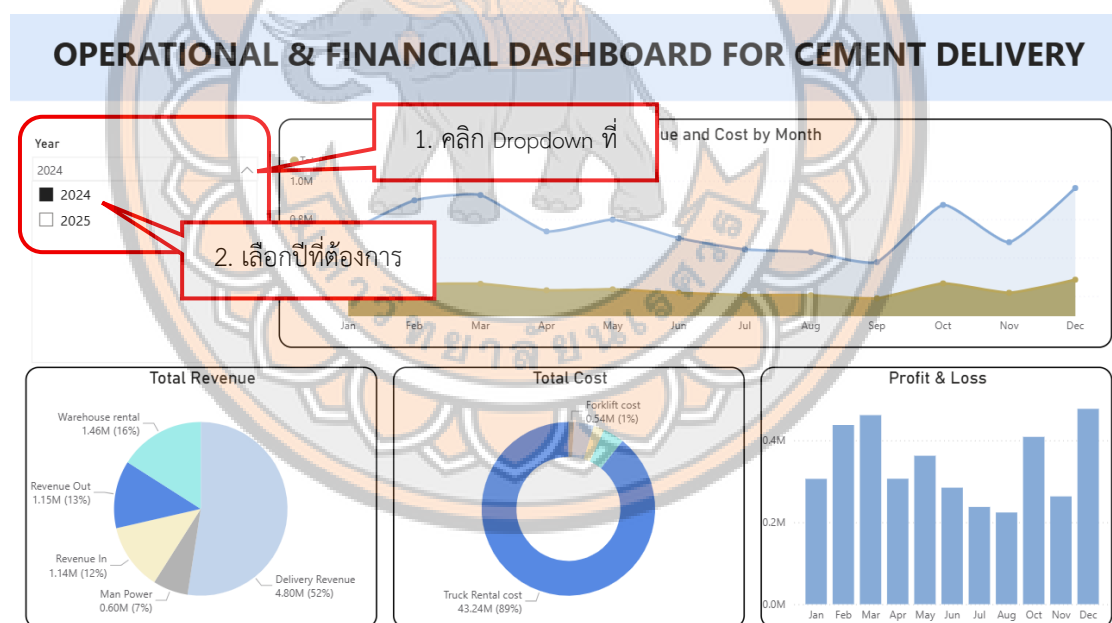 OPERATIONAL & FINANCIAL DASHBOARD FOR CEMENT DELIVERY
Year
2024
2024
2025
1. คลิก Dropdown ที่
2. เลือกปีที่ต้องการ
ue and Cost by Month
1.0M
0.8M
Jan Feb Mar Apr May Jun Jul Aug Sep Oct Nov Dec
Total Revenue
Warehouse rental
1.46M (16%)
Revenue Out
1.15M (13%)
Revenue In
1.14M (12%)
Man Power
0.60M (7%)
Delivery Revenue
4.80M (52%)
Total Cost
Forklift cost
0.54M (1%)
Truck Rental cost
43.24M (89%)
Profit & Loss
0.4M
0.2M
0.0M
Jan Feb Mar Apr May Jun Jul Aug Sep Oct Nov Dec